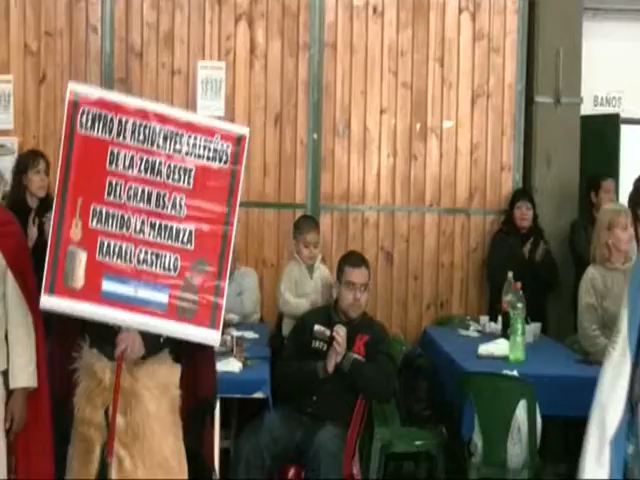 CENTRO DE RESIDENTES SALTEÑOS
DE LA ZONA OESTE
DEL GRAN BS. AS.
PARTIDO LA MATANZA
RAFAEL CASTILLO
BAÑOS
K